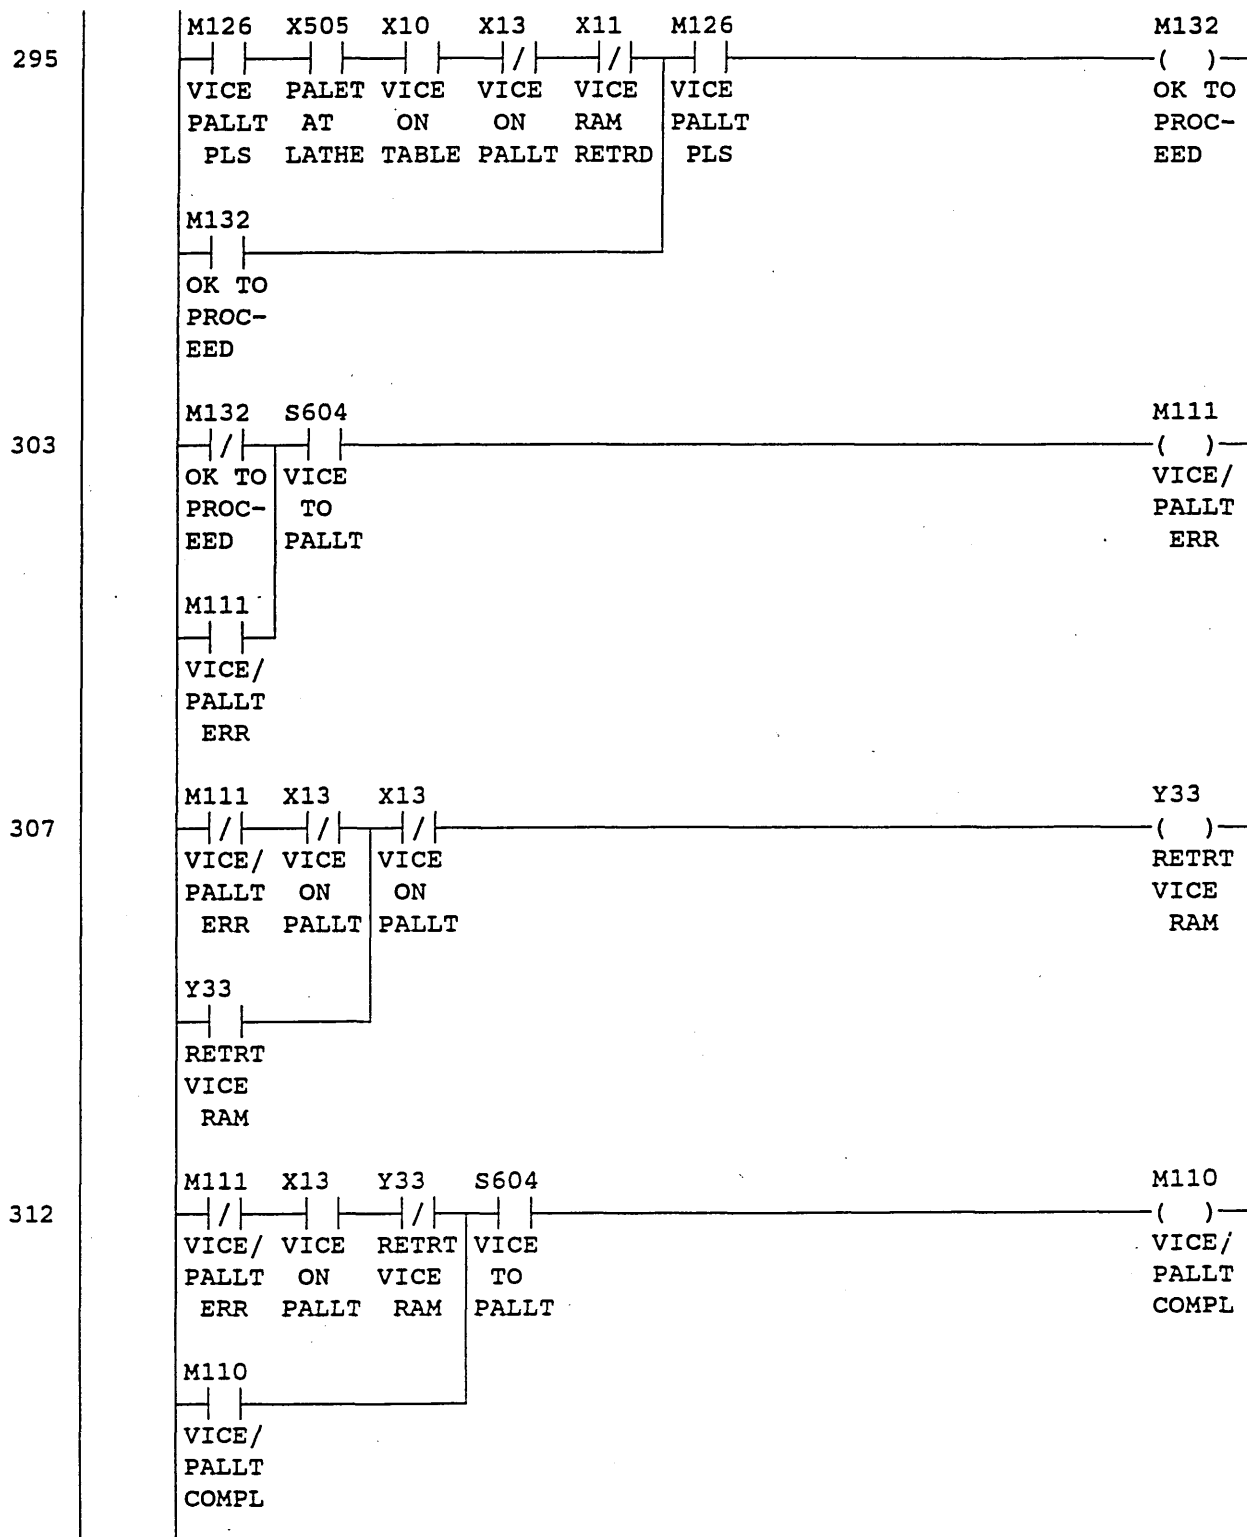 M126 X505 X10 X13 X11 M126 M132
295 / / ( )
VICE PALET VICE VICE VICE VICE OK TO
PALLT AT ON ON RAM PALLT PROC-
PLS LATHE TABLE PALLT RETRD PLS EED
M132
OK TO
PROC-
EED
M132 S604 M111
303 / ( )
OK TO VICE VICE/
PROC- TO PALLT
EED PALLT ERR
M111
VICE/
PALLT
ERR
M111 X13 X13 Y33
307 / / / ( )
VICE/ VICE VICE RETRT
PALLT ON ON VICE
ERR PALLT PALLT RAM
Y33
RETRT
VICE
RAM
M111 X13 Y33 S604 M110
312 / / ( )
VICE/ VICE RETRT VICE VICE/
PALLT ON VICE TO PALLT
ERR PALLT RAM PALLT COMPL
M110
VICE/
PALLT
COMPL